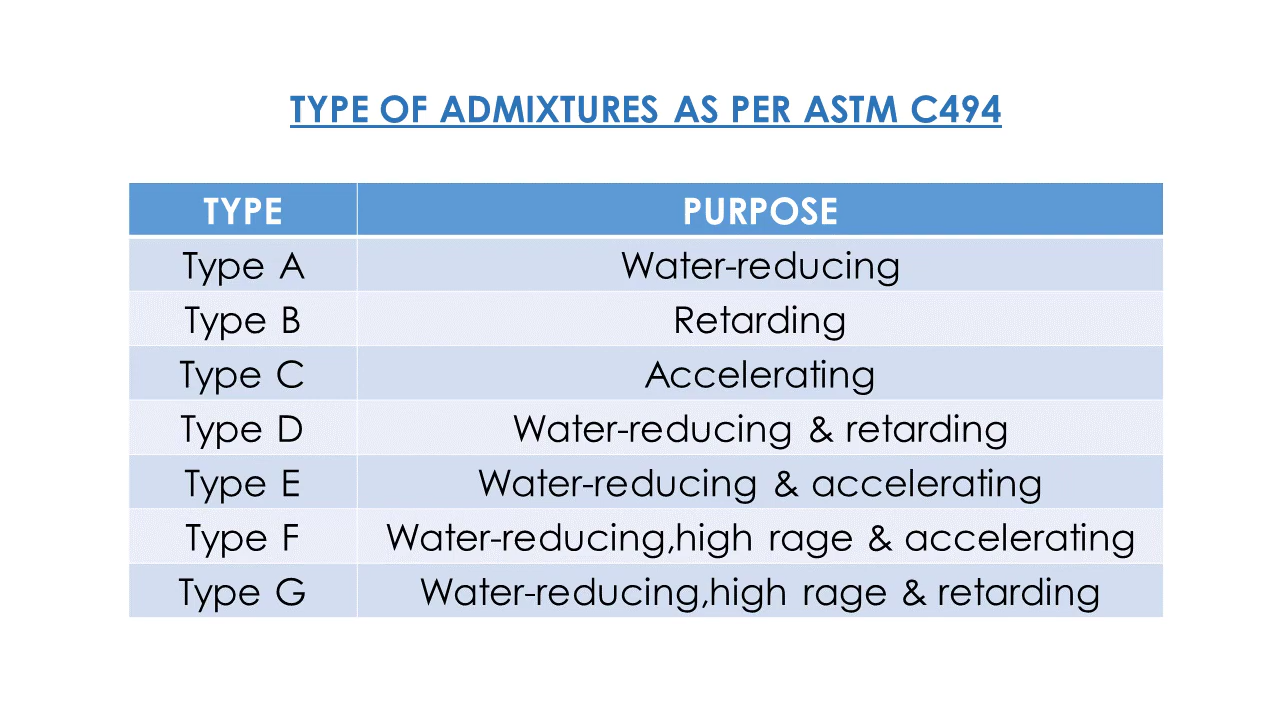 TYPE OF ADMIXTURES AS PER ASTM C494
TYPE PURPOSE
Type A Water-reducing
Type B Retarding
Type C Accelerating
Type D Water-reducing & retarding
Type E Water-reducing & accelerating
Type F Water-reducing,high rage & accelerating
Type G Water-reducing,high rage & retarding